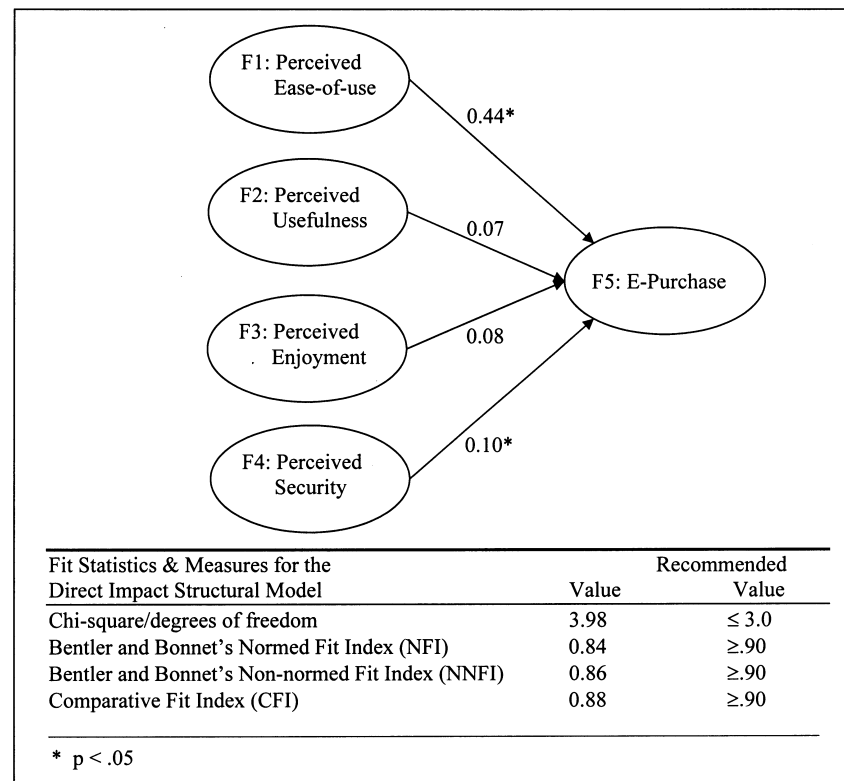 F1: Perceived
Ease-of-use
0.44*
F2: Perceived
Usefulness
0.07
F5: E-Purchase
F3: Perceived
Enjoyment
0.08
F4: Perceived
Security
0.10*
Fit Statistics & Measures for the Recommended
Direct Impact Structural Model Value Value
Chi-square/degrees of freedom 3.98 ≤ 3.0
Bentler and Bonnet's Normed Fit Index (NFI) 0.84 ≥.90
Bentler and Bonnet's Non-normed Fit Index (NNFI) 0.86 ≥.90
Comparative Fit Index (CFI) 0.88 ≥.90
* p < .05